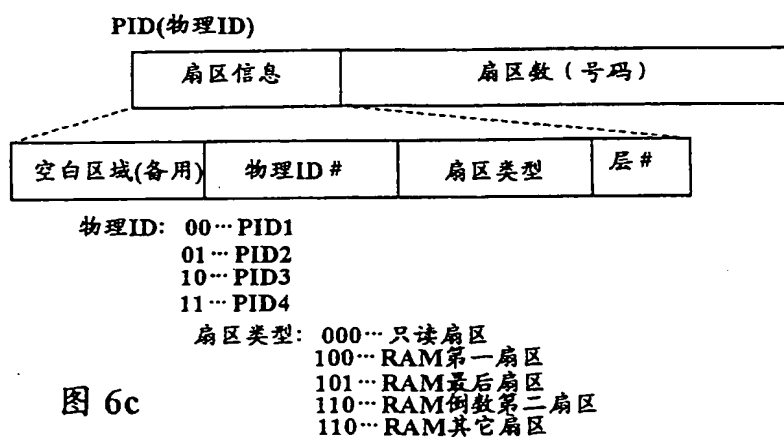 PID(物理ID)
扇区信息 扇区数(号码)
空白区域(备用) 物理ID # 扇区类型 层 #
物理ID: 00…PID1
01…PID2
10…PID3
11…PID4
扇区类型: 000…只读扇区
100…RAM第一扇区
101…RAM最后扇区
110…RAM倒数第二扇区
110…RAM其它扇区
图 6c